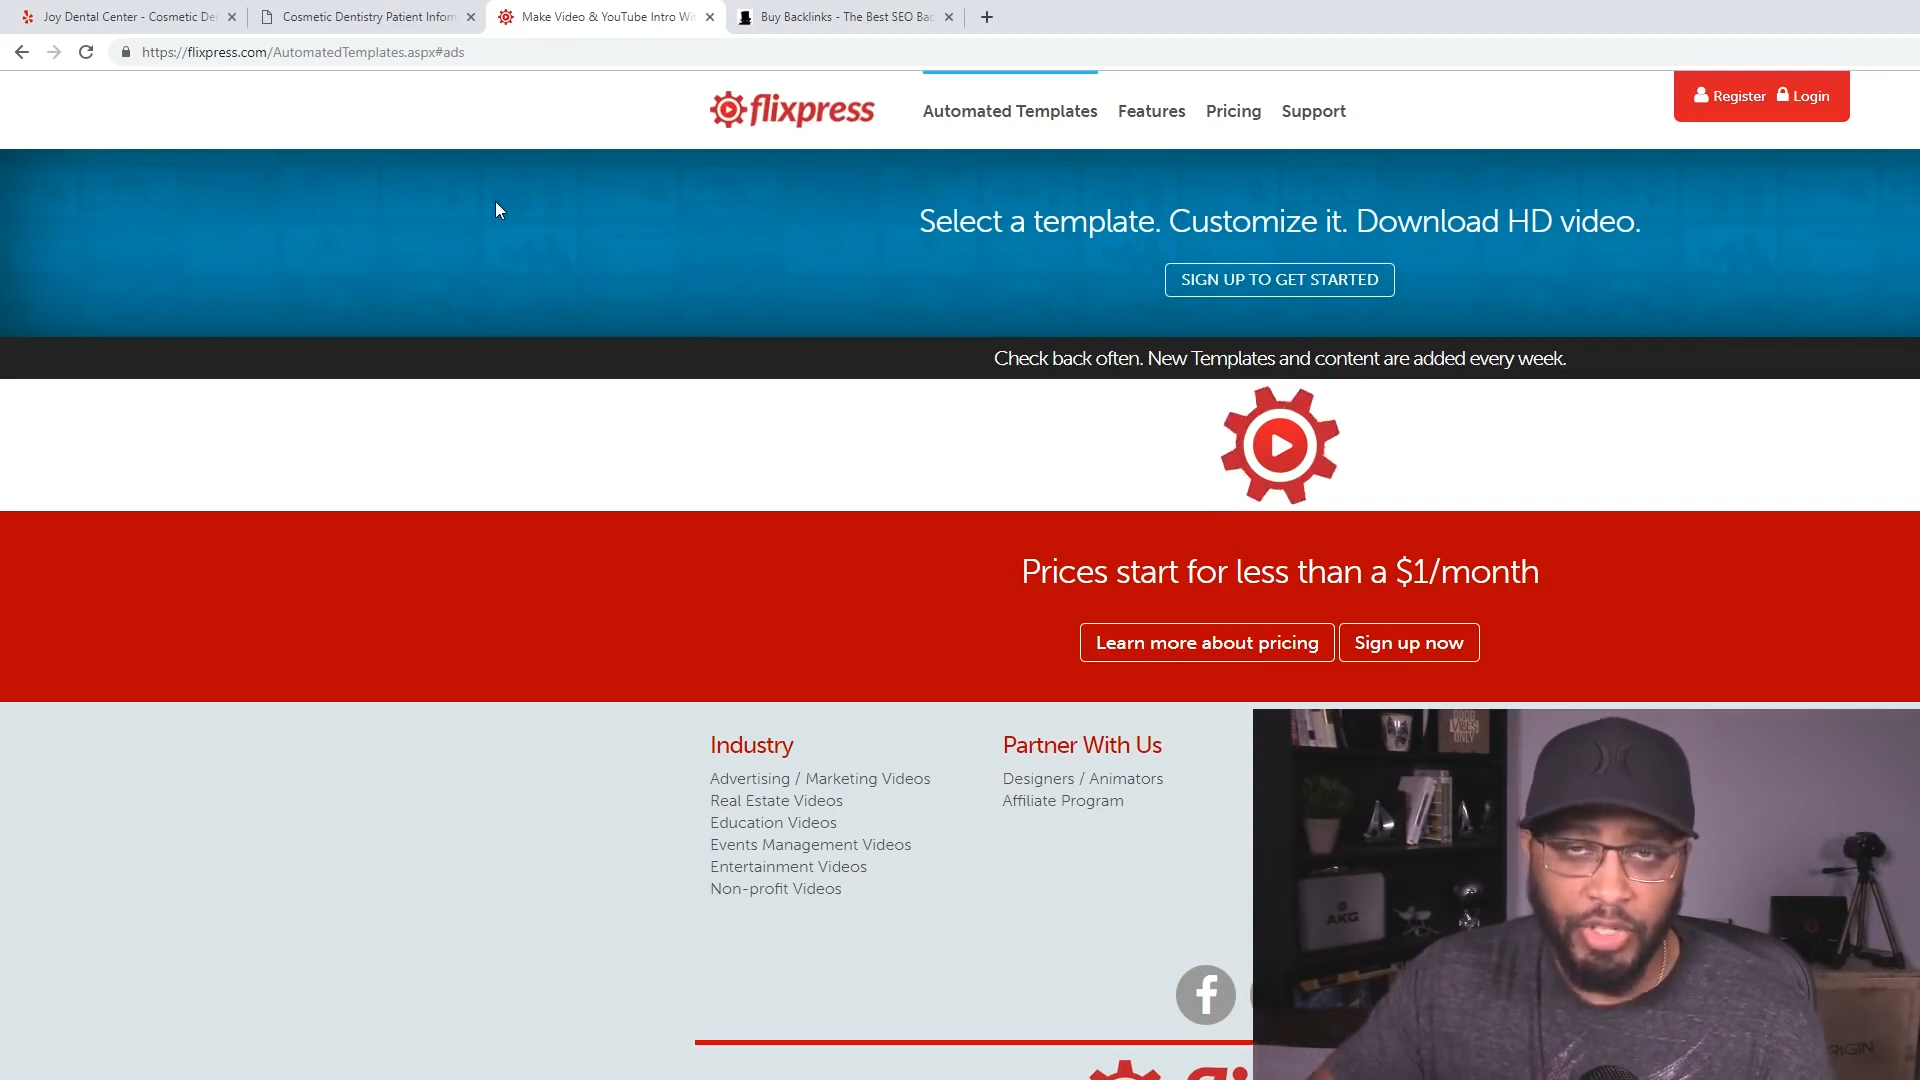 Joy Dental Center - Cosmetic De
Cosmetic Dentistry Patient Inform
Make Video & YouTube Intro Wit
Buy Backlinks - The Best SEO Bac
https://flixpress.com/AutomatedTemplates.aspx#ads
flixpress
Automated Templates
Features
Pricing
Support
Register
Login
Select a template. Customize it. Download HD video.
SIGN UP TO GET STARTED
Check back often. New Templates and content are added every week.
Prices start for less than a $1/month
Learn more about pricing
Sign up now
Industry
Advertising / Marketing Videos
Real Estate Videos
Education Videos
Events Management Videos
Entertainment Videos
Non-profit Videos
Partner With Us
Designers / Animators
Affiliate Program
GOOD
VIBES
ONLY
AKG